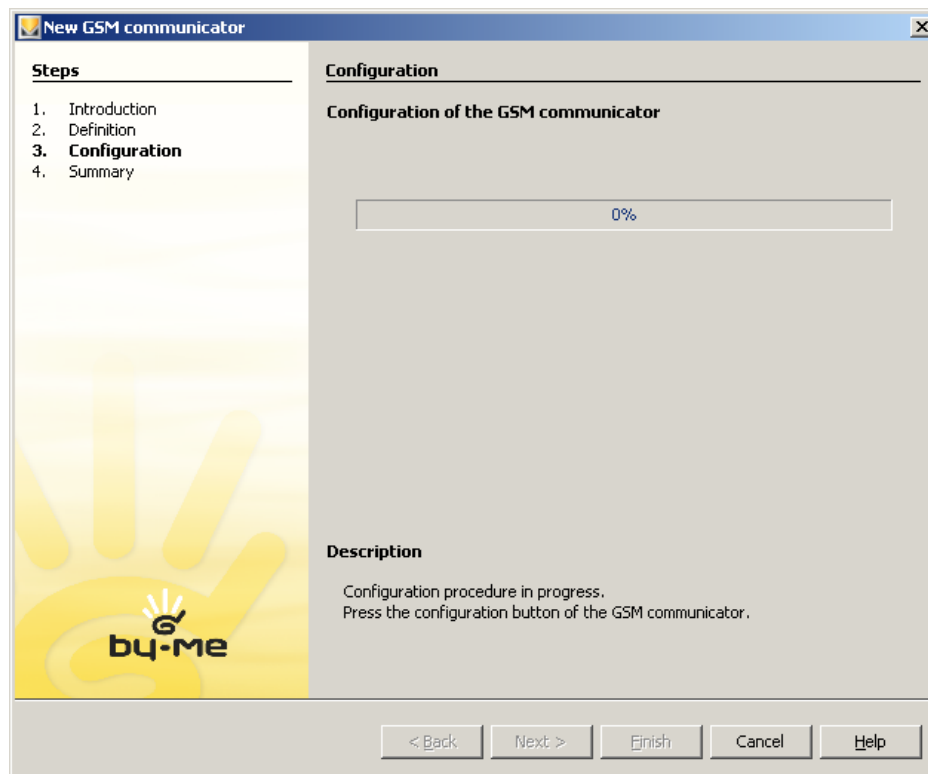 New GSM communicator
Steps
1. Introduction
2. Definition
3. Configuration
4. Summary
by-me
Configuration
Configuration of the GSM communicator
0%
Description
Configuration procedure in progress.
Press the configuration button of the GSM communicator.
< Back
Next >
Finish
Cancel
Help